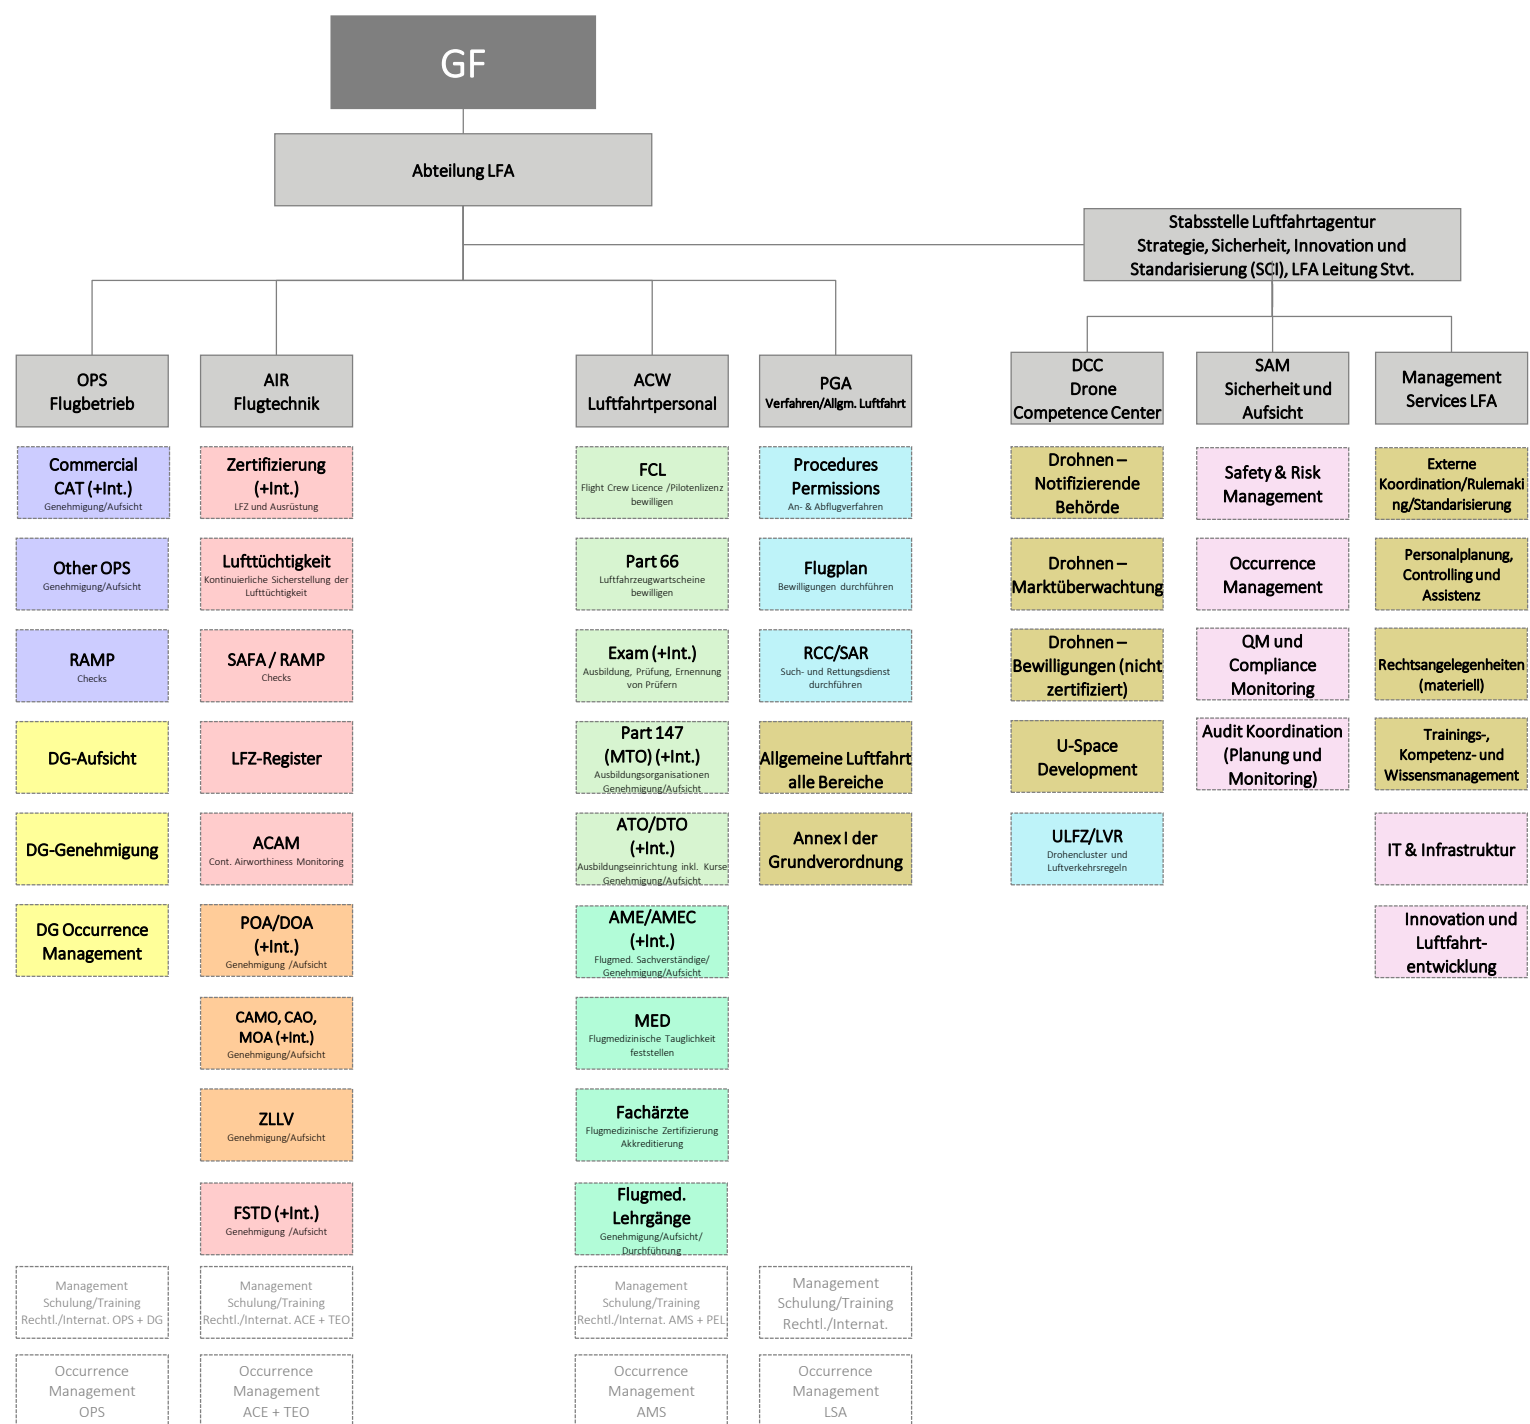 GF
Abteilung LFA
Stabsstelle Luftfahrtagentur
Strategie, Sicherheit, Innovation und
Standarisierung (SCI), LFA Leitung Stvt.
OPS
Flugbetrieb
Commercial
CAT (+Int.)
Genehmigung/Aufsicht
Other OPS
Genehmigung/Aufsicht
RAMP
Checks
DG-Aufsicht
DG-Genehmigung
DG Occurrence
Management
Management
Schulung/Training
Rechtl./Internat. OPS + DG
Occurrence
Management
OPS
AIR
Flugtechnik
Zertifizierung
(+Int.)
LFZ und Ausrüstung
Lufttüchtigkeit
Kontinuierliche Sicherstellung der
Lufttüchtigkeit
SAFA / RAMP
Checks
LFZ-Register
ACAM
Cont. Airworthiness Monitoring
POA/DOA
(+Int.)
Genehmigung /Aufsicht
CAMO, CAO,
MOA (+Int.)
Genehmigung/Aufsicht
ZLLV
Genehmigung/Aufsicht
FSTD (+Int.)
Genehmigung /Aufsicht
Management
Schulung/Training
Rechtl./Internat. ACE + TEO
Occurrence
Management
ACE + TEO
ACW
Luftfahrtpersonal
FCL
Flight Crew Licence /Pilotenlizenz
bewilligen
Part 66
Luftfahrzeugwartscheine
bewilligen
Exam (+Int.)
Ausbildung, Prüfung, Ernennung
von Prüfern
Part 147
(MTO) (+Int.)
Ausbildungsorganisationen
Genehmigung/Aufsicht
ATO/DTO
(+Int.)
Ausbildungseinrichtung inkl. Kurse
Genehmigung/Aufsicht
AME/AMEC
(+Int.)
Flugmed. Sachverständige/
Genehmigung/Aufsicht
MED
Flugmedizinische Tauglichkeit
feststellen
Fachärzte
Flugmedizinische Zertifizierung
Akkreditierung
Flugmed.
Lehrgänge
Genehmigung/Aufsicht/
Durchführung
Management
Schulung/Training
Rechtl./Internat. AMS + PEL
Occurrence
Management
AMS
PGA
Verfahren/Allgm. Luftfahrt
Procedures
Permissions
An- & Abflugverfahren
Flugplan
Bewilligungen durchführen
RCC/SAR
Such- und Rettungsdienst
durchführen
Allgemeine Luftfahrt
alle Bereiche
Annex I der
Grundverordnung
Management
Schulung/Training
Rechtl./Internat.
Occurrence
Management
LSA
DCC
Drone
Competence Center
Drohnen –
Notifizierende
Behörde
Drohnen –
Marktüberwachtung
Drohnen –
Bewilligungen (nicht
zertifiziert)
U-Space
Development
ULFZ/LVR
Drohencluster und
Luftverkehrsregeln
SAM
Sicherheit und
Aufsicht
Safety & Risk
Management
Occurrence
Management
QM und
Compliance
Monitoring
Audit Koordination
(Planung und
Monitoring)
Management
Services LFA
Externe
Koordination/Rulemaki
ng/Standarisierung
Personalplanung,
Controlling und
Assistenz
Rechtsangelegenheiten
(materiell)
Trainings-,
Kompetenz- und
Wissensmanagement
IT & Infrastruktur
Innovation und
Luftfahrt-
entwicklung